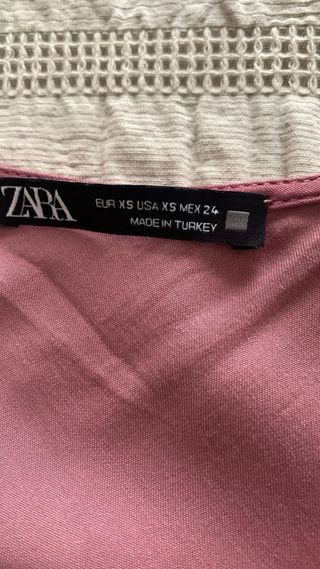 ZARA
EUR XS USA XS MEX 24
MADE IN TURKEY